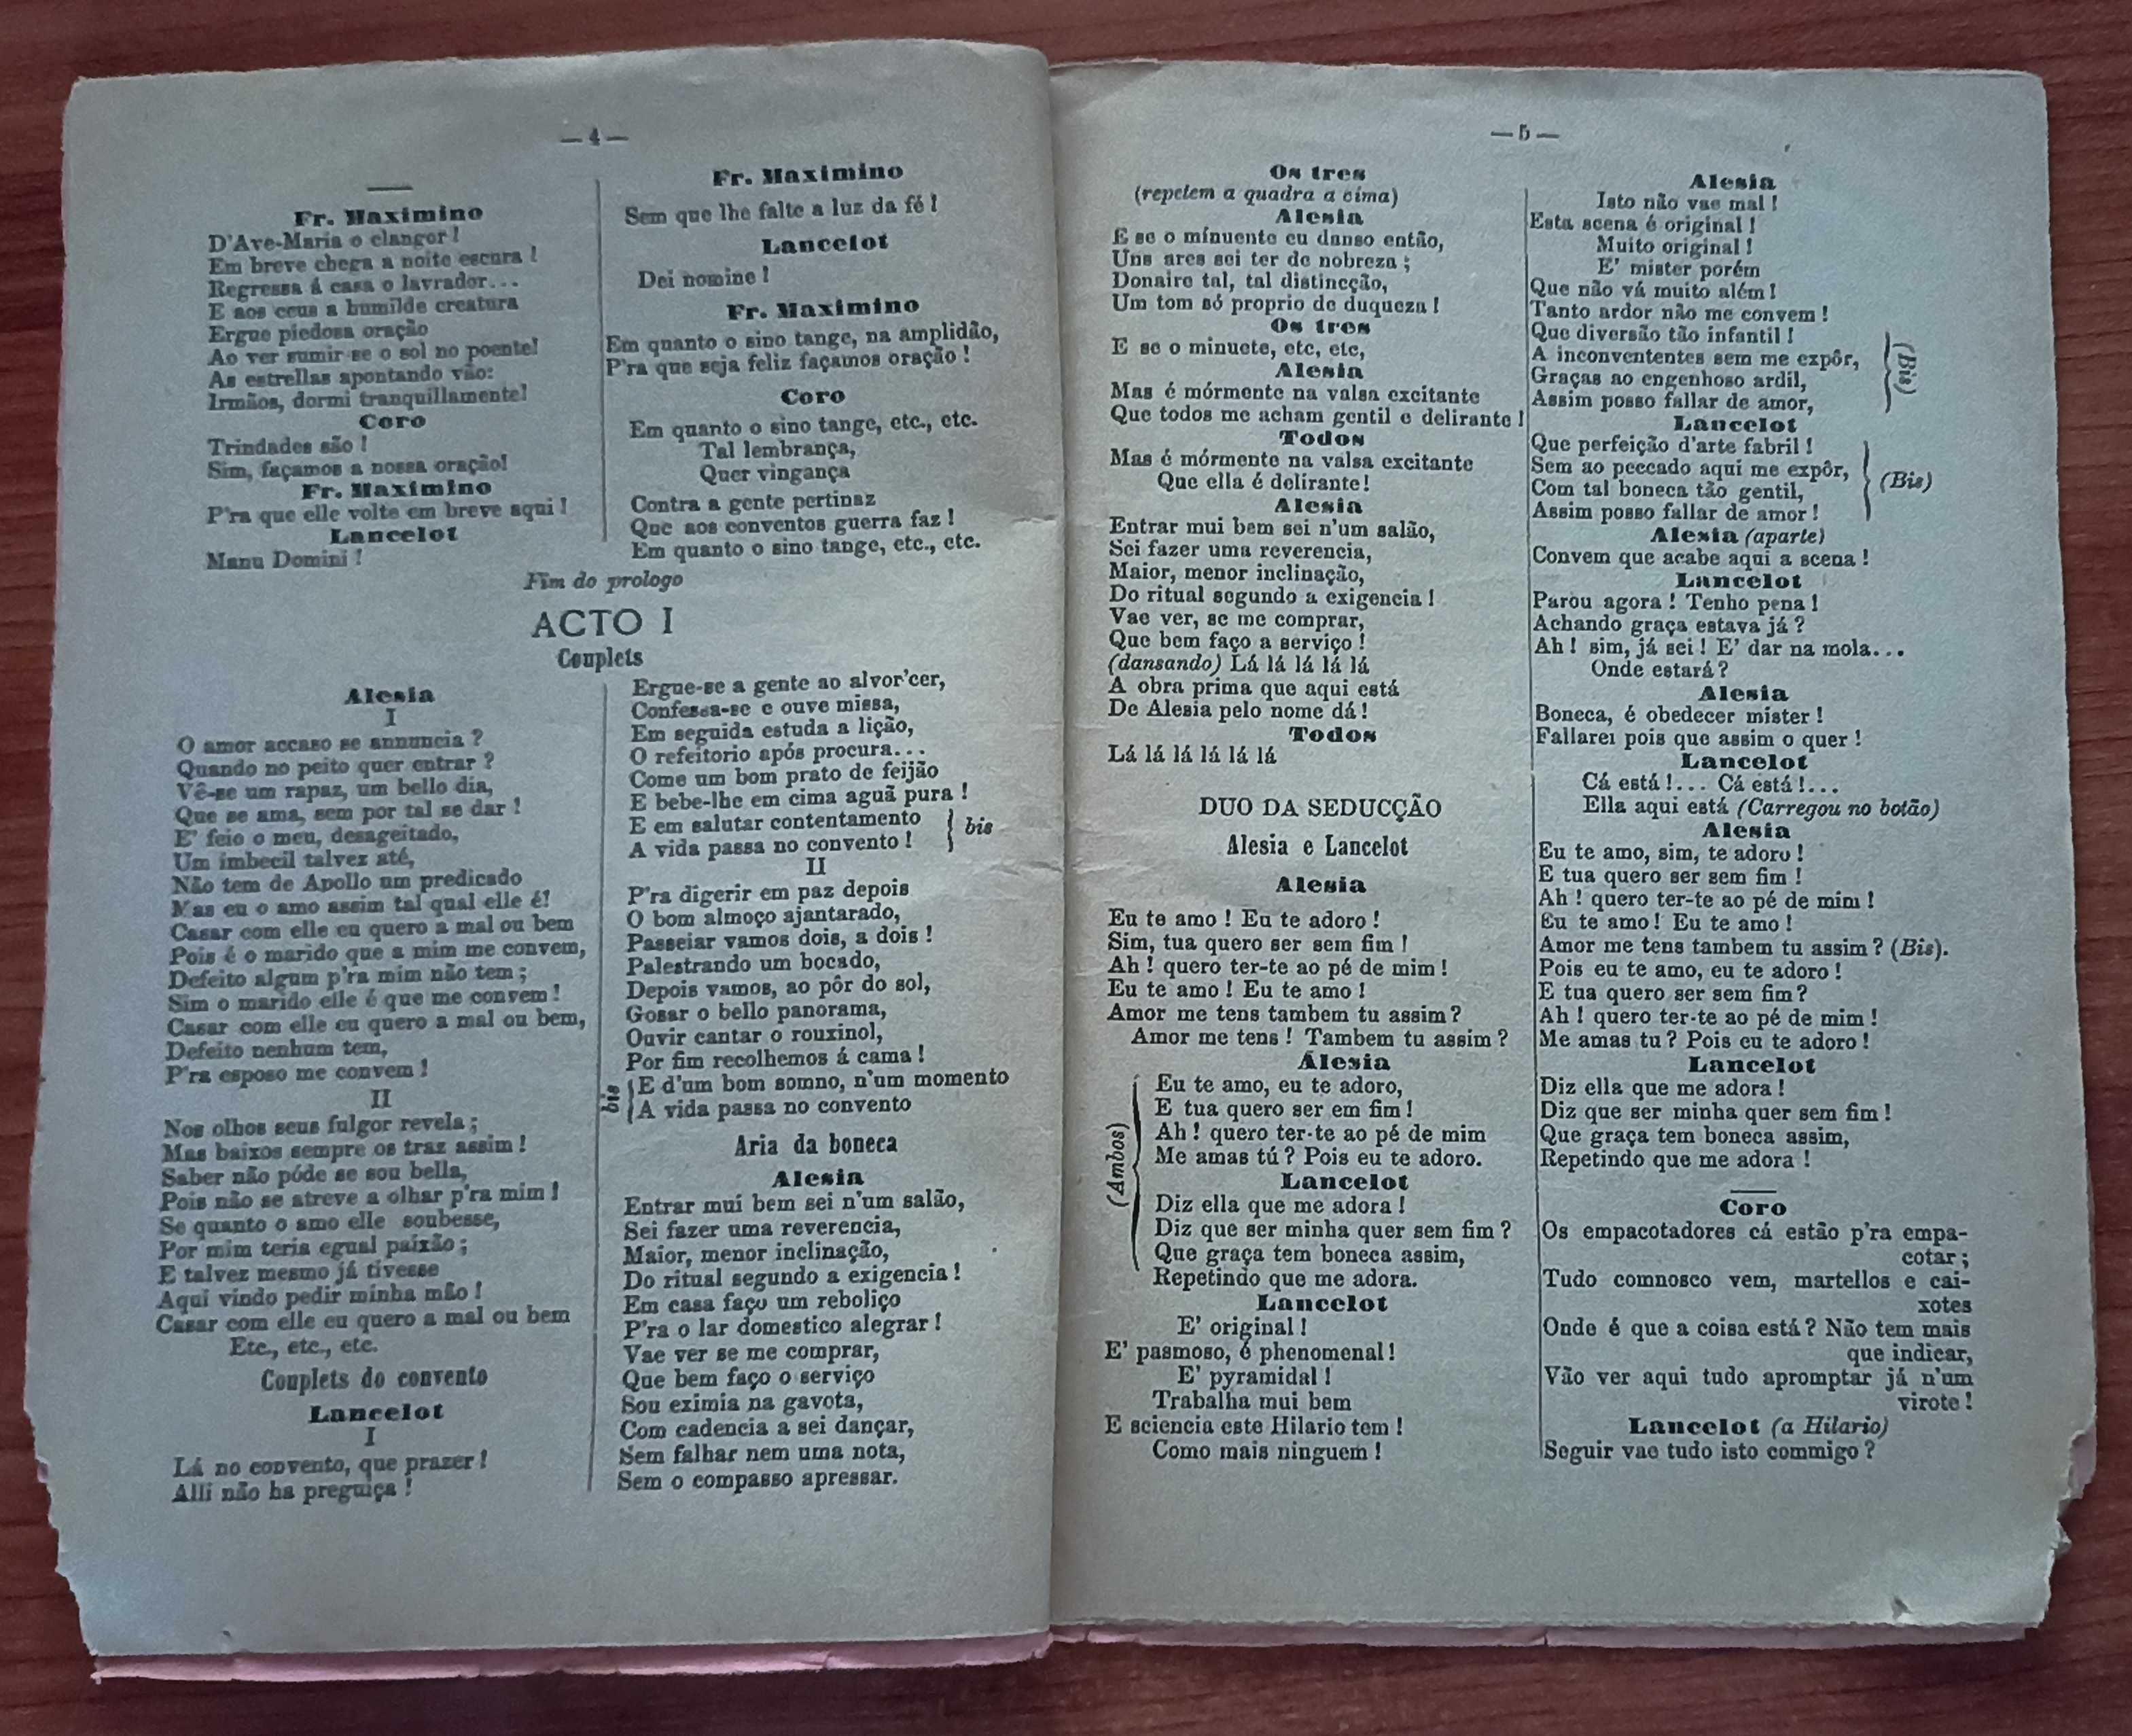 — 4 —
Fr. Maximino
D'Ave-Maria o clangor !
Em breve chega a noite escura !
Regressa á casa o lavrador...
E aos ceus a humilde creatura
Ergue piedosa oração
Ao ver sumir-se o sol no poente!
As estrellas apontando vão:
Irmãos, dormi tranquillamente!
Coro
Trindades são !
Sim, façamos a nossa oração!
Fr. Maximino
P'ra que elle volte em breve aqui !
Lancelot
Manu Domini !
Fr. Maximino
Sem que lhe falte a luz da fé !
Lancelot
Dei nomine !
Fr. Maximino
Em quanto o sino tange, na amplidão,
P'ra que seja feliz façamos oração !
Coro
Em quanto o sino tange, etc., etc.
Tal lembrança,
Quer vingança
Contra a gente pertinaz
Que aos conventos guerra faz !
Em quanto o sino tange, etc., etc.
Fim do prologo
ACTO I
Couplets
Alesia
I
O amor accaso se annuncia ?
Quando no peito quer entrar ?
Vê-se um rapaz, um bello dia,
Que se ama, sem por tal se dar !
E' feio o meu, desageitado,
Um imbecil talvez até,
Não tem de Apollo um predicado
Mas eu o amo assim tal qual elle é!
Casar com elle eu quero a mal ou bem
Pois é o marido que a mim me convem,
Defeito algum p'ra mim não tem ;
Sim o marido elle é que me convem !
Casar com elle eu quero a mal ou bem,
Defeito nenhum tem,
P'ra esposo me convem !
II
Nos olhos seus fulgor revela ;
Mas baixos sempre os traz assim !
Saber não póde se sou bella,
Pois não se atreve a olhar p'ra mim !
Se quanto o amo elle soubesse,
Por mim teria egual paixão ;
E talvez mesmo já tivesse
Aqui vindo pedir minha mão !
Casar com elle eu quero a mal ou bem
Etc., etc., etc.
Couplets do convento
Lancelot
I
Lá no convento, que prazer !
Alli não ha preguiça !
Ergue-se a gente ao alvor'cer,
Confessa-se e ouve missa,
Em seguida estuda a lição,
O refeitorio após procura...
Come um bom prato de feijão
E bebe-lhe em cima aguã pura !
E em salutar contentamento
A vida passa no convento ! } bis
II
P'ra digerir em paz depois
O bom almoço ajantarado,
Passeiar vamos dois, a dois !
Palestrando um bocado,
Depois vamos, ao pôr do sol,
Gosar o bello panorama,
Ouvir cantar o rouxinol,
Por fim recolhemos á cama !
bis { E d'um bom somno, n'um momento
A vida passa no convento
Aria da boneca
Alesia
Entrar mui bem sei n'um salão,
Sei fazer uma reverencia,
Maior, menor inclinação,
Do ritual segundo a exigencia !
Em casa faço um reboliço
P'ra o lar domestico alegrar !
Vae ver se me comprar,
Que bem faço o serviço
Sou eximia na gavota,
Com cadencia a sei dançar,
Sem falhar nem uma nota,
Sem o compasso apressar.
— 5 —
Os tres
(repetem a quadra a cima)
Alesia
E se o minuente eu danso então,
Uns ares sei ter de nobreza ;
Donaire tal, tal distincção,
Um tom só proprio de duqueza !
Os tres
E se o minuete, etc, etc,
Alesia
Mas é mórmente na valsa excitante
Que todos me acham gentil e delirante !
Todos
Mas é mórmente na valsa excitante
Que ella é delirante!
Alesia
Entrar mui bem sei n'um salão,
Sei fazer uma reverencia,
Maior, menor inclinação,
Do ritual segundo a exigencia !
Vae ver, se me comprar,
Que bem faço a serviço !
(dansando) Lá lá lá lá lá
A obra prima que aqui está
De Alesia pelo nome dá !
Todos
Lá lá lá lá lá lá
DUO DA SEDUCÇÃO
Alesia e Lancelot
Alesia
Eu te amo ! Eu te adoro !
Sim, tua quero ser sem fim !
Ah ! quero ter-te ao pé de mim !
Eu te amo ! Eu te amo !
Amor me tens tambem tu assim ?
Amor me tens ! Tambem tu assim ?
Alesia
Eu te amo, eu te adoro,
E tua quero ser em fim !
Ah ! quero ter-te ao pé de mim
Me amas tú ? Pois eu te adoro.
(Ambos)
Lancelot
Diz ella que me adora !
Diz que ser minha quer sem fim ?
Que graça tem boneca assim,
Repetindo que me adora.
Lancelot
E' original !
E' pasmoso, é phenomenal !
E' pyramidal !
Trabalha mui bem
E sciencia este Hilario tem !
Como mais ninguem !
Alesia
Isto não vae mal !
Esta scena é original !
Muito original !
E' mister porém
Que não vá muito além !
Tanto ardor não me convem !
Que diversão tão infantil !
A inconvententes sem me expôr,
Graças ao engenhoso ardil,
Assim posso fallar de amor,
(Bis)
Lancelot
Que perfeição d'arte fabril !
Sem ao peccado aqui me expôr,
Com tal boneca tão gentil,
Assim posso fallar de amor !
(Bis)
Alesia (aparte)
Convem que acabe aqui a scena !
Lancelot
Parou agora ! Tenho pena !
Achando graça estava já ?
Ah ! sim, já sei ! E' dar na mola...
Onde estará ?
Alesia
Boneca, é obedecer mister !
Fallarei pois que assim o quer !
Lancelot
Cá está !... Cá está !...
Ella aqui está (Carregou no botão)
Alesia
Eu te amo, sim, te adoro !
E tua quero ser sem fim !
Ah ! quero ter-te ao pé de mim !
Eu te amo ! Eu te amo !
Amor me tens tambem tu assim ? (Bis).
Pois eu te amo, eu te adoro !
E tua quero ser sem fim ?
Ah ! quero ter-te ao pé de mim !
Me amas tu ? Pois eu te adoro !
Lancelot
Diz ella que me adora !
Diz que ser minha quer sem fim !
Que graça tem boneca assim,
Repetindo que me adora !
Coro
Os empacotadores cá estão p'ra empa-
cotar ;
Tudo comnosco vem, martellos e cai-
xotes
Onde é que a coisa está ? Não tem mais
que indicar,
Vão ver aqui tudo apromptar já n'um
virote !
Lancelot (a Hilario)
Seguir vae tudo isto commigo ?